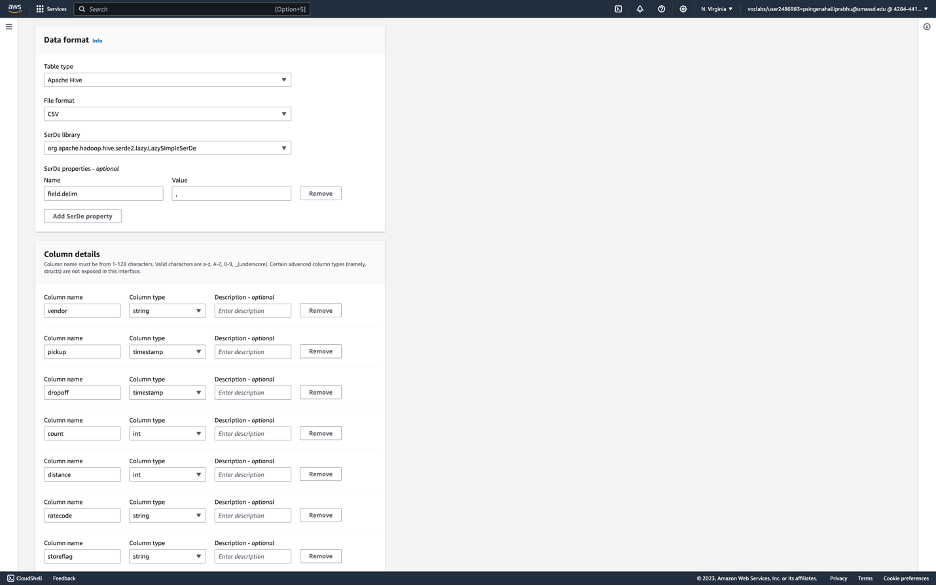 aws
Services
Search
[Option+S]
N. Virginia
voclabs/user2486983=psingenahalliprabhu@umassd.edu @ 4284-441...
Data format Info
Table type
Apache Hive
File format
CSV
SerDe library
org.apache.hadoop.hive.serde2.lazy.LazySimpleSerDe
SerDe properties - optional
Name Value
field.delim , Remove
Add SerDe property
Column details
Column name must be from 1-128 characters. Valid characters are a-z, A-Z, 0-9, _(underscore). Certain advanced column types (namely,
structs) are not exposed in this interface.
Column name Column type Description - optional
vendor string Enter description Remove
Column name Column type Description - optional
pickup timestamp Enter description Remove
Column name Column type Description - optional
dropoff timestamp Enter description Remove
Column name Column type Description - optional
count int Enter description Remove
Column name Column type Description - optional
distance int Enter description Remove
Column name Column type Description - optional
ratecode string Enter description Remove
Column name Column type Description - optional
storeflag string Enter description Remove
CloudShell Feedback © 2023, Amazon Web Services, Inc. or its affiliates. Privacy Terms Cookie preferences